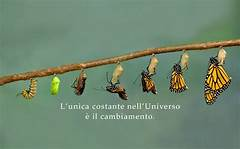 L'unica costante nell'Universo
è il cambiamento.